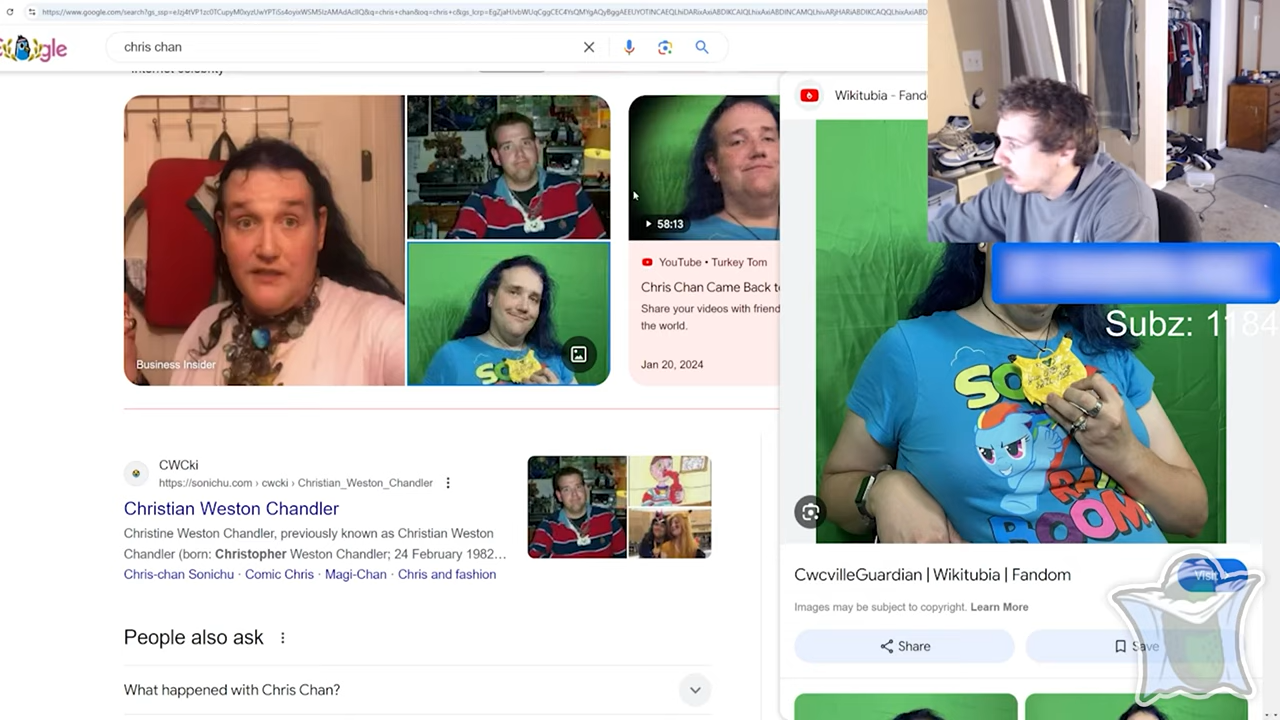 gle
chris chan
Business Insider
58:13
YouTube • Turkey Tom
Chris Chan Came Back to
Share your videos with friend
the world.
Jan 20, 2024
CWCki
https://sonichu.com › cwcki › Christian_Weston_Chandler
Christian Weston Chandler
Christine Weston Chandler, previously known as Christian Weston
Chandler (born: Christopher Weston Chandler; 24 February 1982...
Chris-chan Sonichu · Comic Chris · Magi-Chan · Chris and fashion
People also ask
What happened with Chris Chan?
Wikitubia - Fand
Subz: 1184
BOOM
CwcvilleGuardian | Wikitubia | Fandom
Visit
Images may be subject to copyright. Learn More
Share
Save